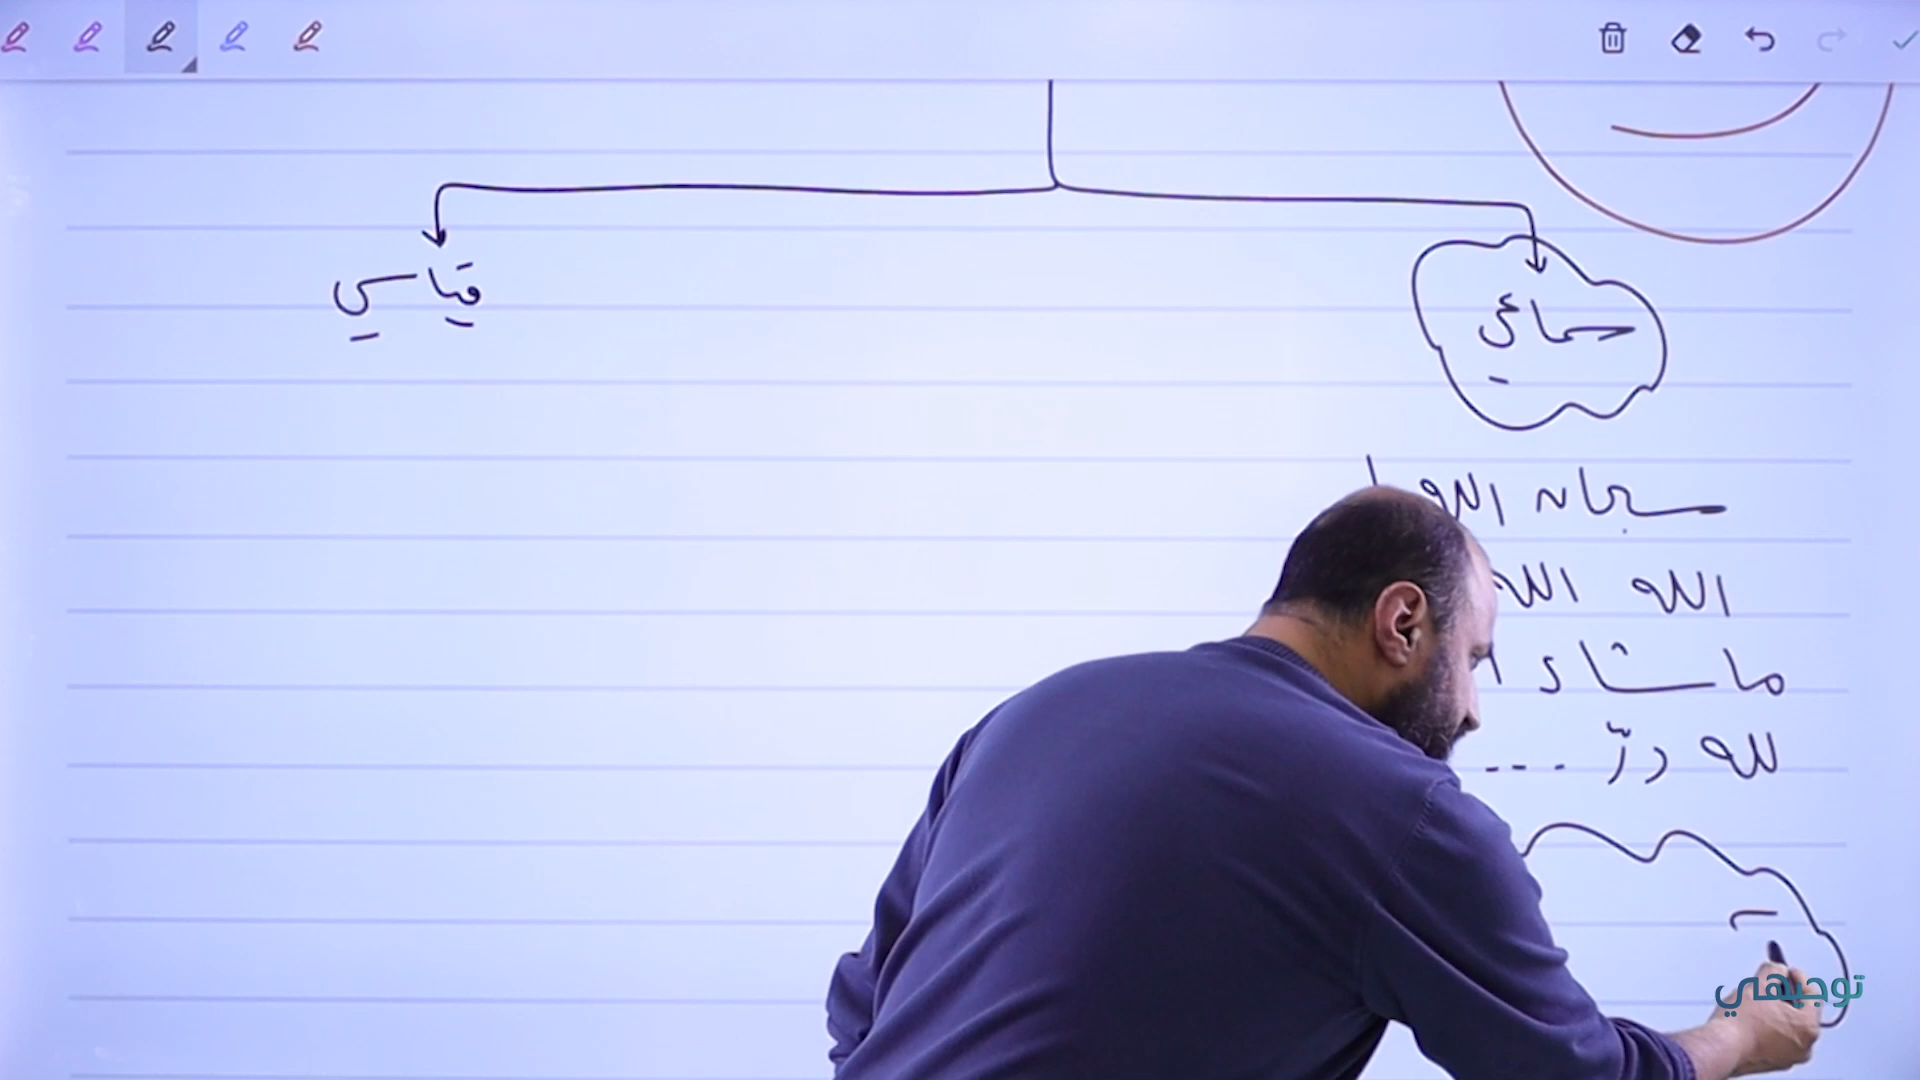 سماعي
قياسي
سبحان الله !
الله الله
ما شاء
لله درّ ...
توجيهي